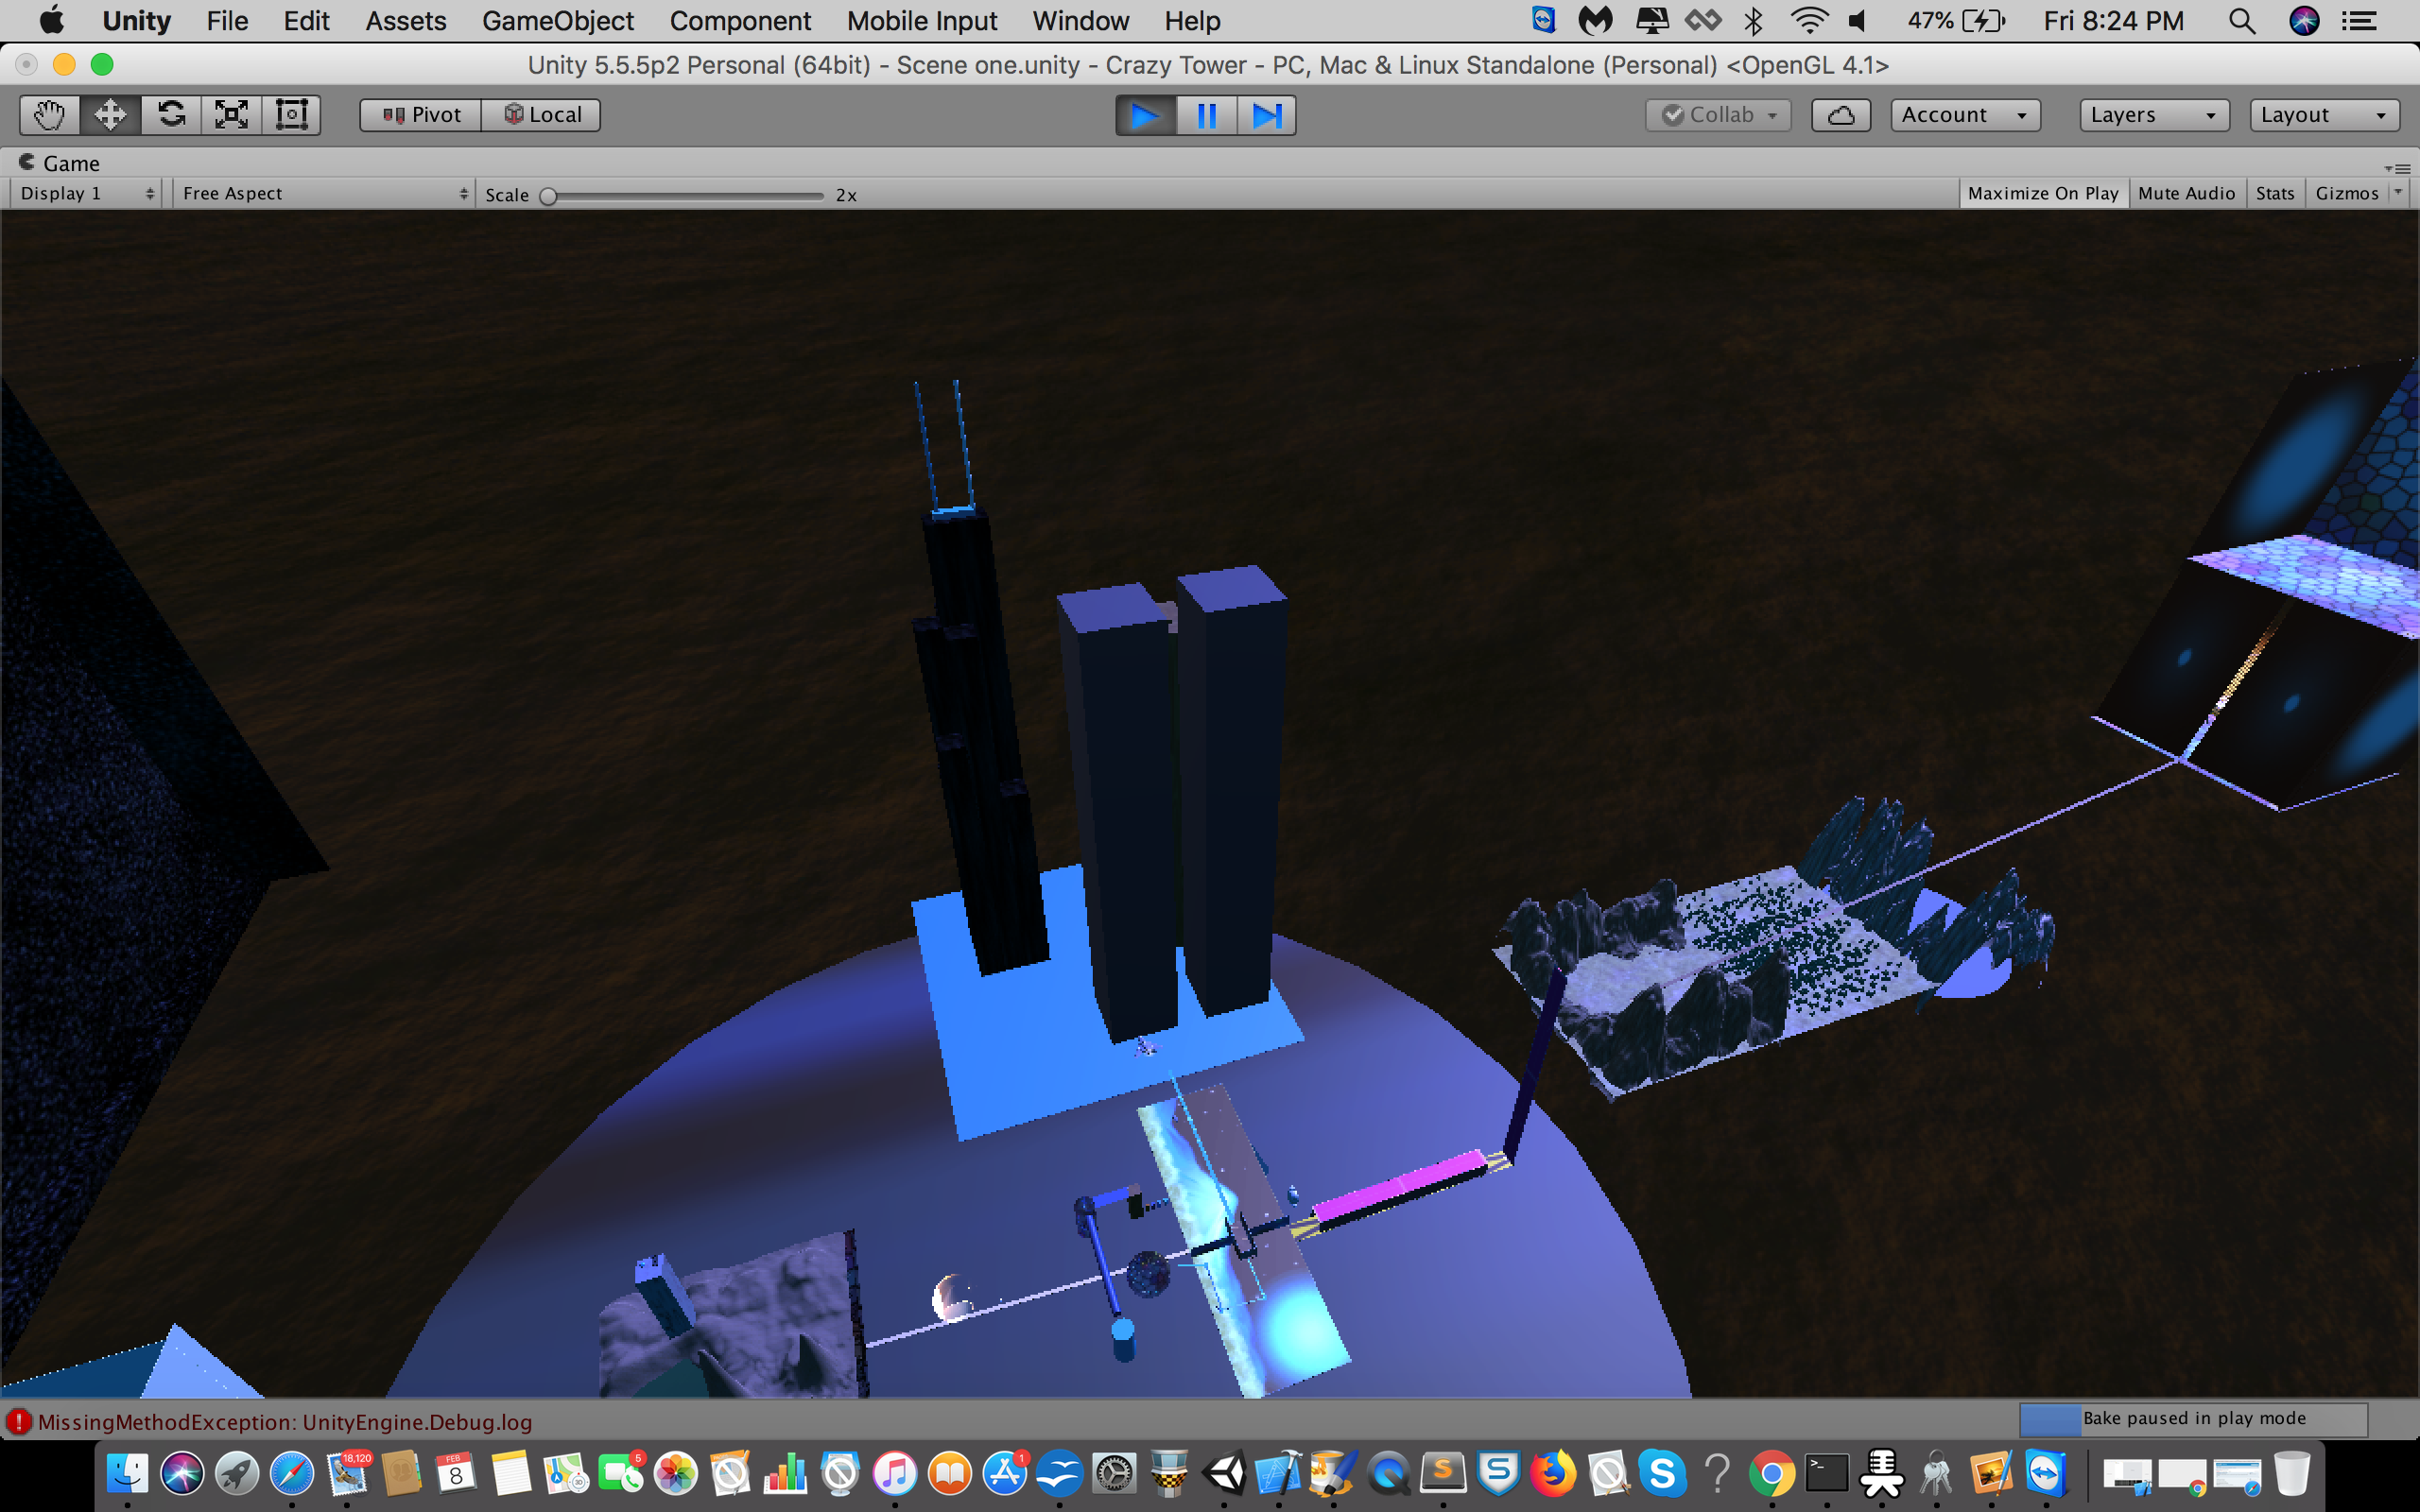 Unity File Edit Assets GameObject Component Mobile Input Window Help 47% Fri 8:24 PM
Unity 5.5.5p2 Personal (64bit) - Scene one.unity - Crazy Tower - PC, Mac & Linux Standalone (Personal) <OpenGL 4.1>
Pivot Local Collab Account Layers Layout
Game
Display 1 Free Aspect Scale 2x Maximize On Play Mute Audio Stats Gizmos
MissingMethodException: UnityEngine.Debug.log Bake paused in play mode
18,120 FEB 8 5 1 S S S ? >_